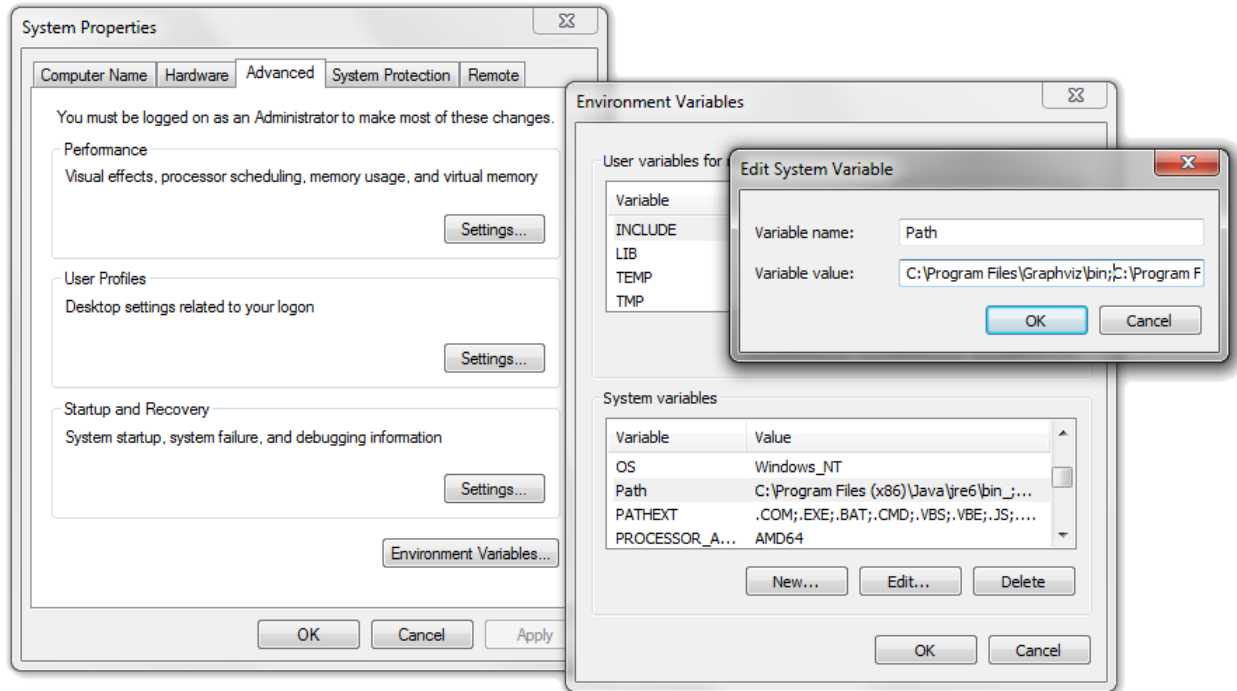 System Properties
Computer Name Hardware Advanced System Protection Remote
You must be logged on as an Administrator to make most of these changes.
Performance
Visual effects, processor scheduling, memory usage, and virtual memory
Settings...
User Profiles
Desktop settings related to your logon
Settings...
Startup and Recovery
System startup, system failure, and debugging information
Settings...
Environment Variables...
OK Cancel Apply
Environment Variables
User variables for
Variable
INCLUDE
LIB
TEMP
TMP
Edit System Variable
Variable name: Path
Variable value: C:\Program Files\Graphviz\bin;C:\Program F
OK Cancel
System variables
Variable Value
OS Windows_NT
Path C:\Program Files (x86)\Java\jre6\bin_;...
PATHEXT .COM;.EXE;.BAT;.CMD;.VBS;.VBE;.JS;....
PROCESSOR_A... AMD64
New... Edit... Delete
OK Cancel